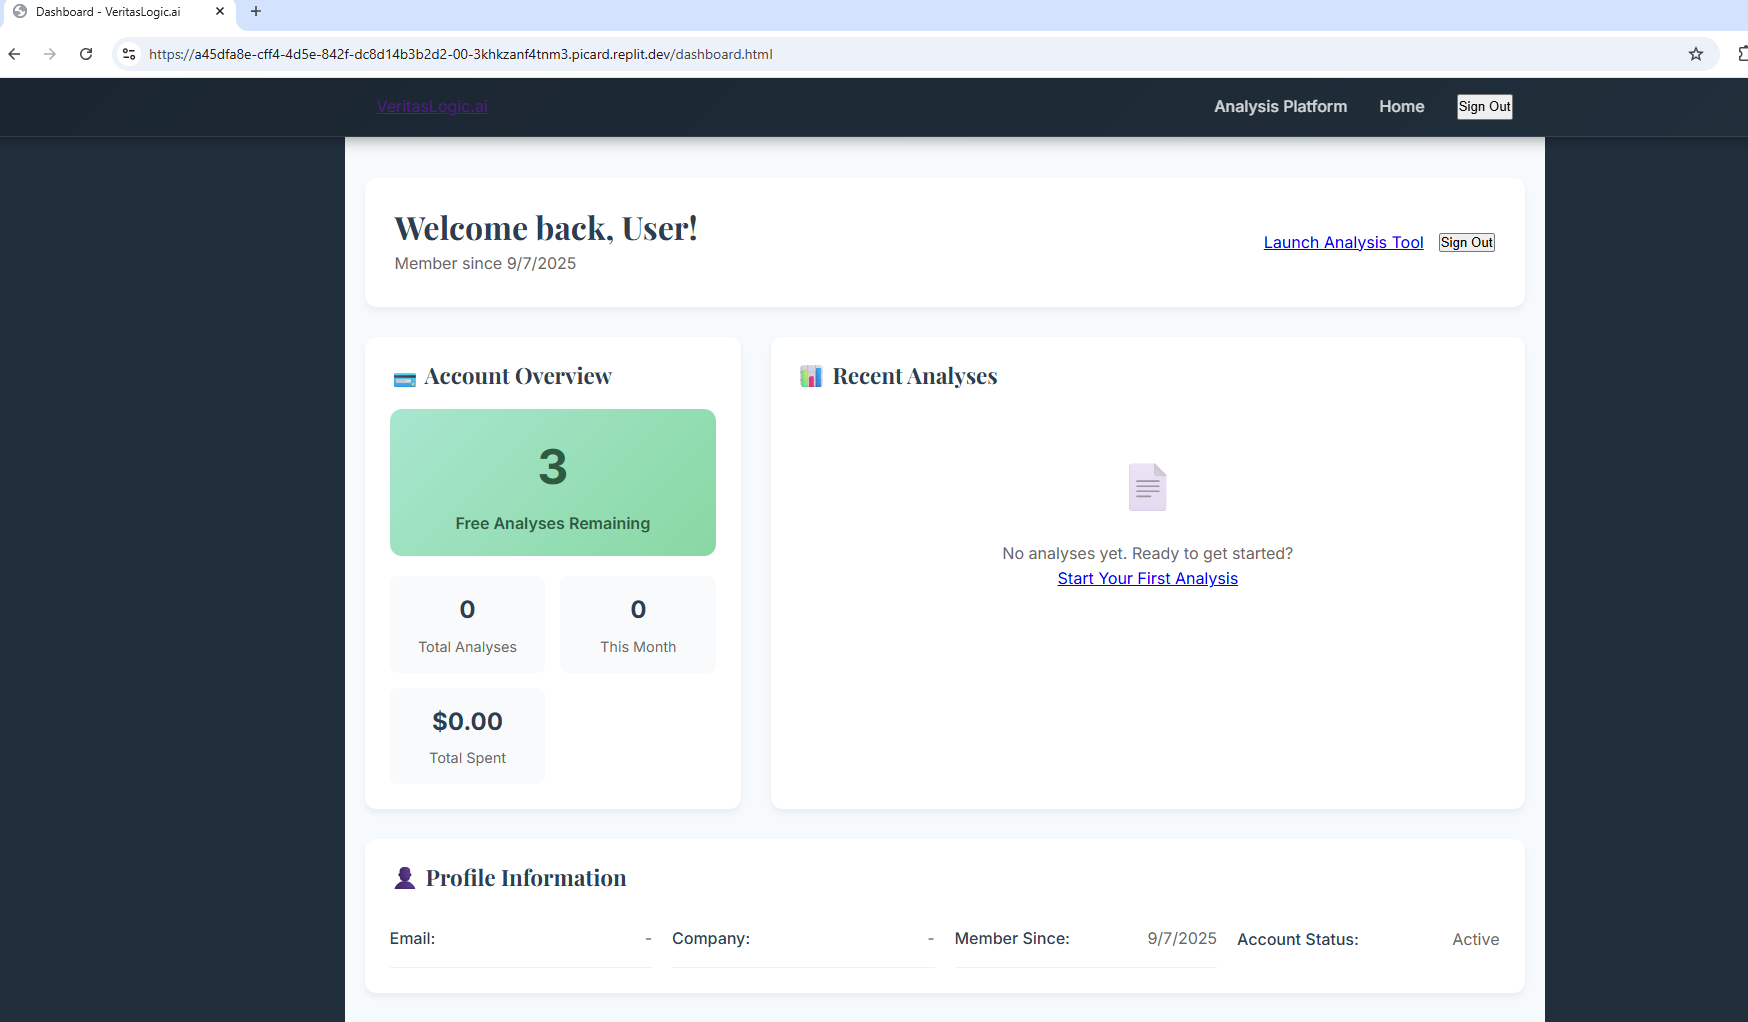 Dashboard - VeritasLogic.ai
https://a45dfa8e-cff4-4d5e-842f-dc8d14b3b2d2-00-3khkzanf4tnm3.picard.replit.dev/dashboard.html
VeritasLogic.ai
Analysis Platform
Home
Sign Out
Welcome back, User!
Member since 9/7/2025
Launch Analysis Tool
Sign Out
Account Overview
3
Free Analyses Remaining
0
Total Analyses
0
This Month
$0.00
Total Spent
Recent Analyses
No analyses yet. Ready to get started?
Start Your First Analysis
Profile Information
Email: -
Company: -
Member Since: 9/7/2025
Account Status: Active